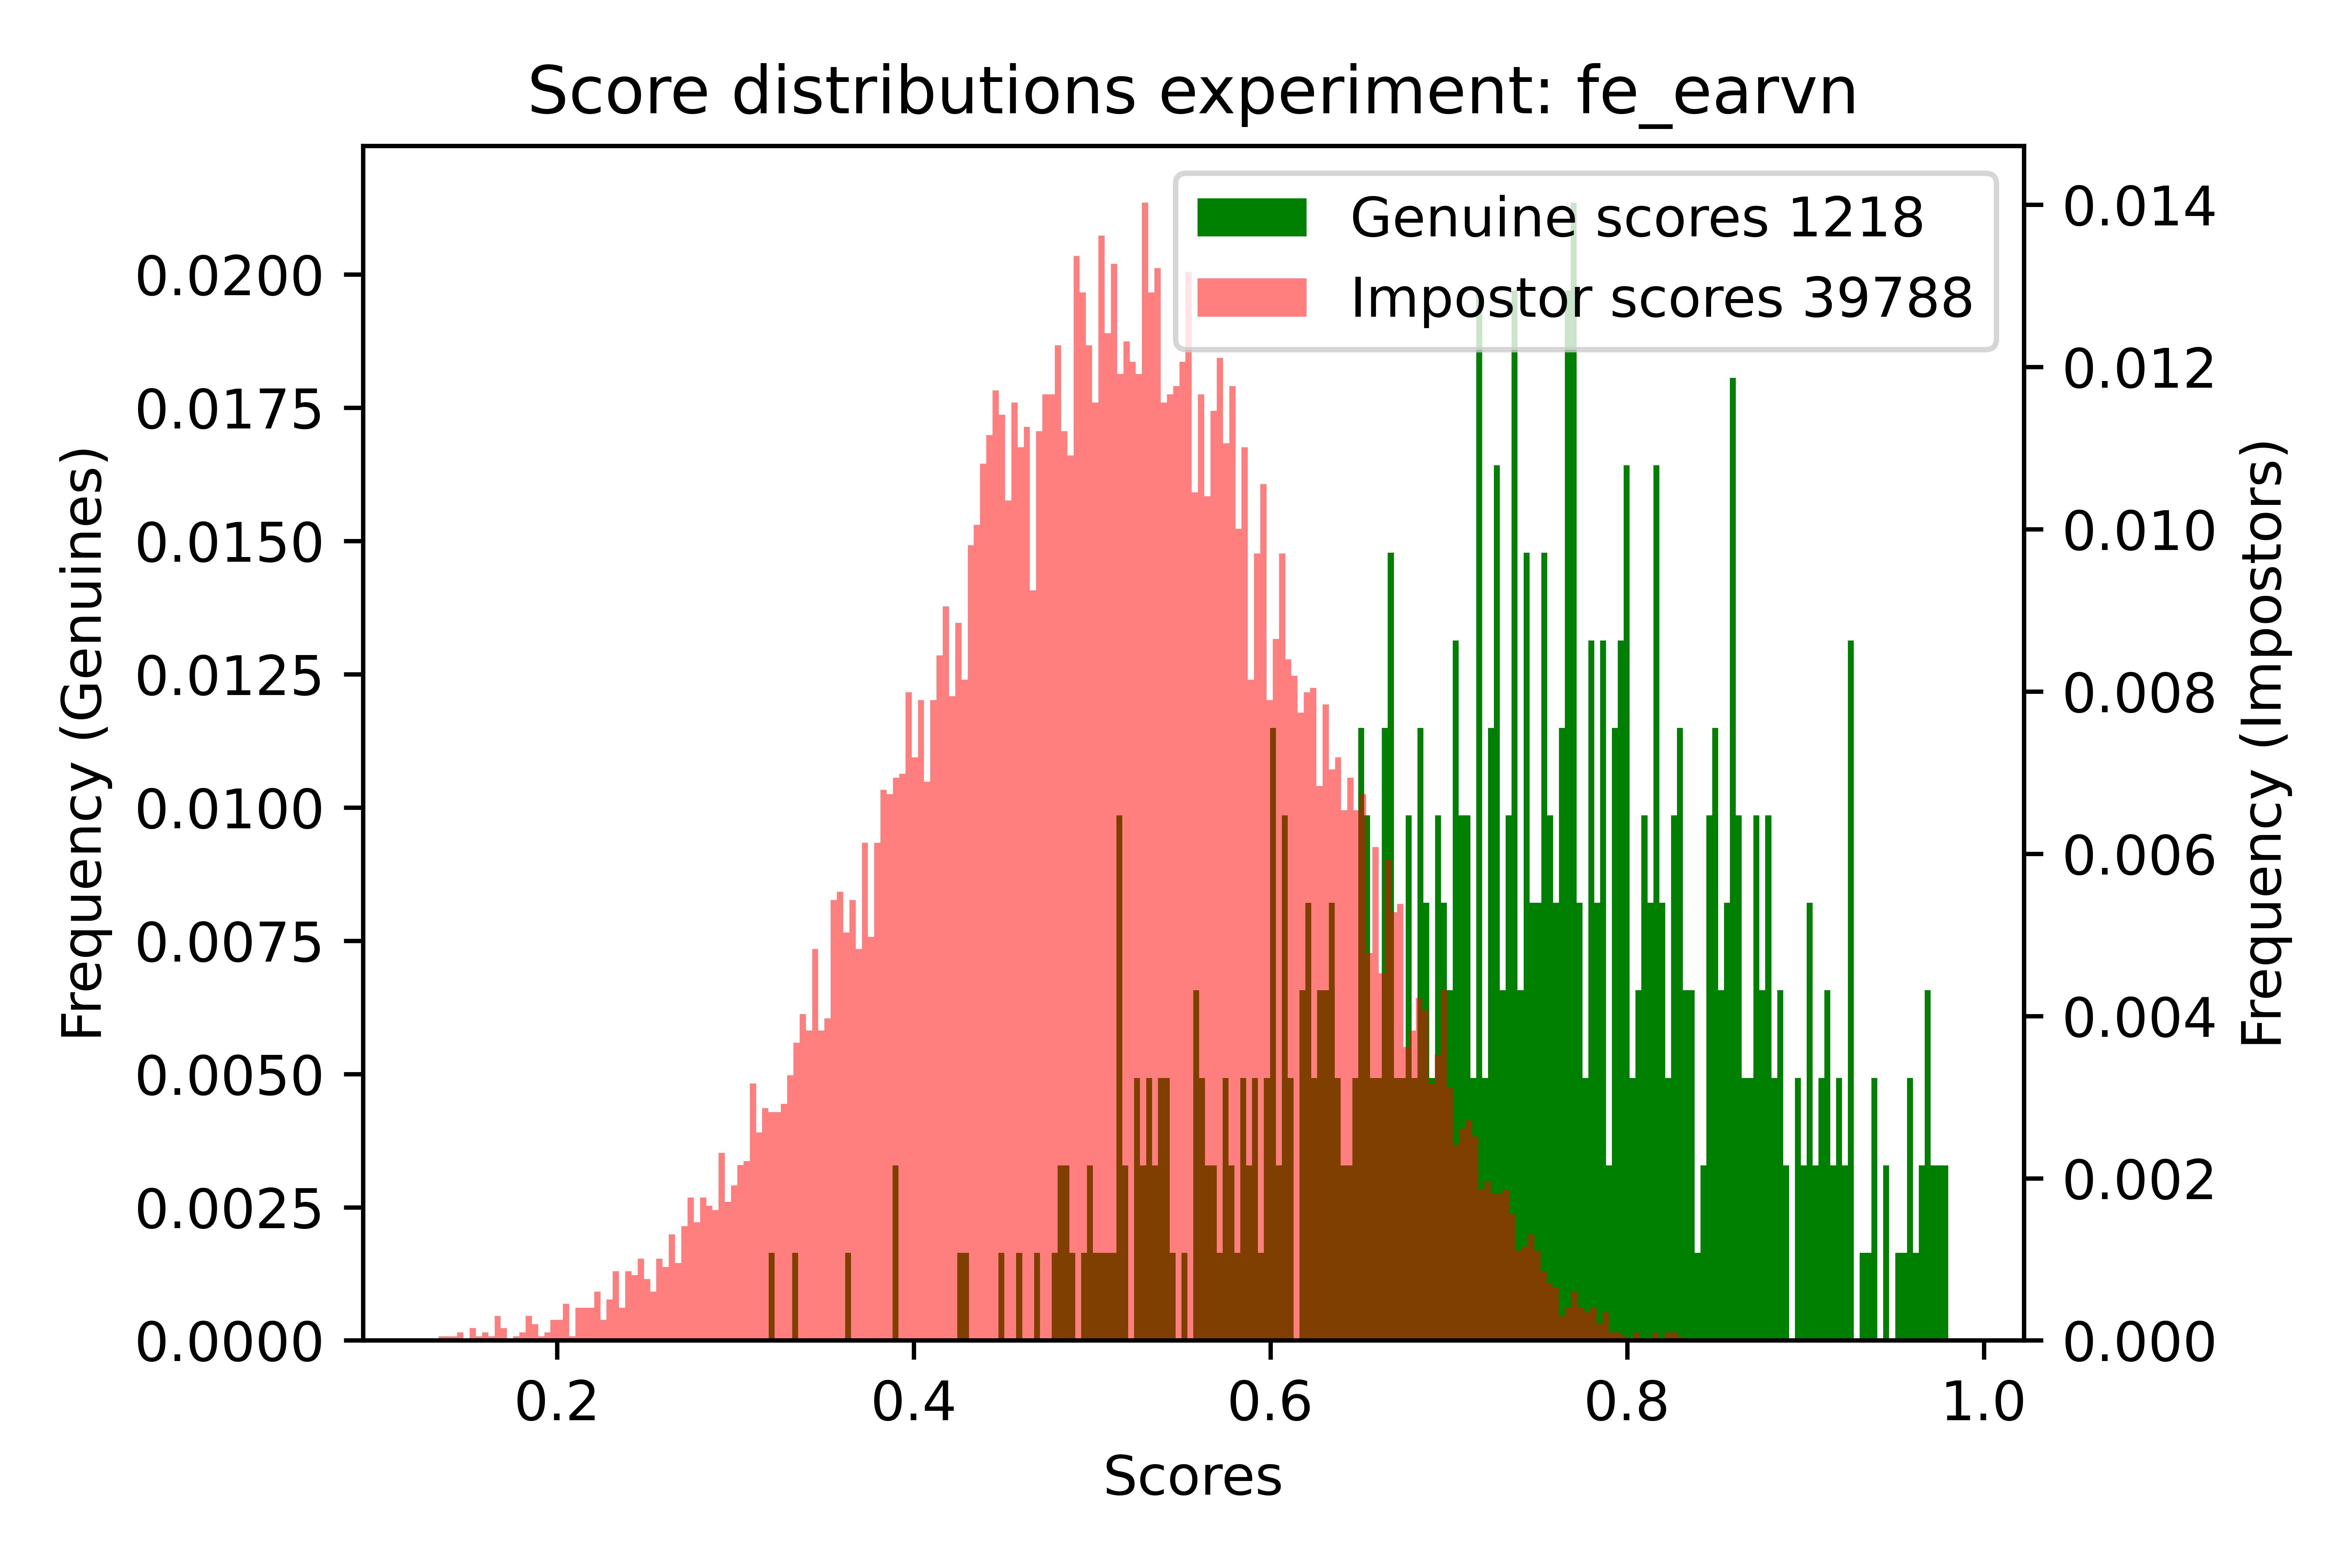 Score distributions experiment: fe_earvn
Genuine scores 1218
Impostor scores 39788
Frequency (Genuines)
0.0200
0.0175
0.0150
0.0125
0.0100
0.0075
0.0050
0.0025
0.0000
0.014
0.012
0.010
0.008
0.006
0.004
0.002
0.000
Frequency (Impostors)
0.2 0.4 0.6 0.8 1.0
Scores